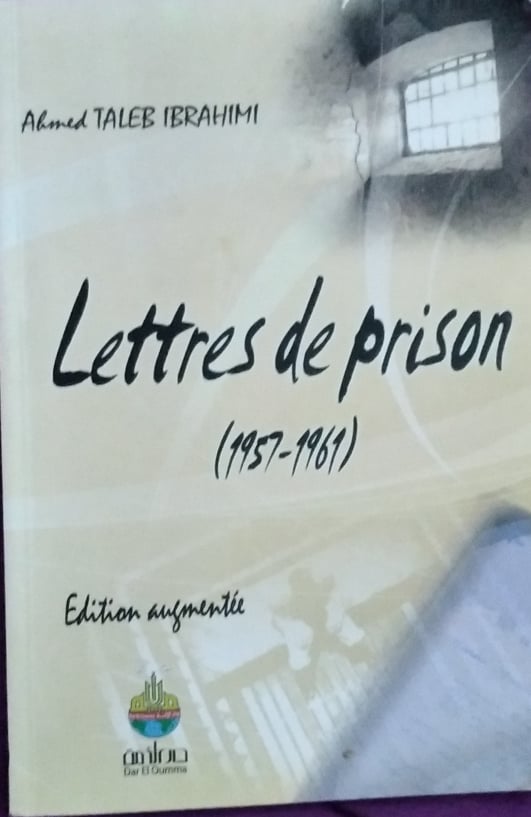 Ahmed TALEB IBRAHIMI
Lettres de prison
(1957-1961)
Edition augmentée
دار الأمة
Dar El Oumma